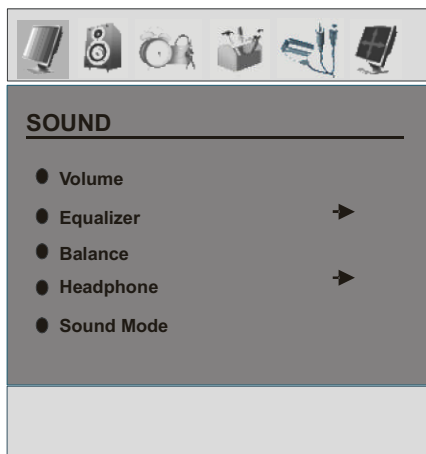 SOUND
Volume
Equalizer
Balance
Headphone
Sound Mode